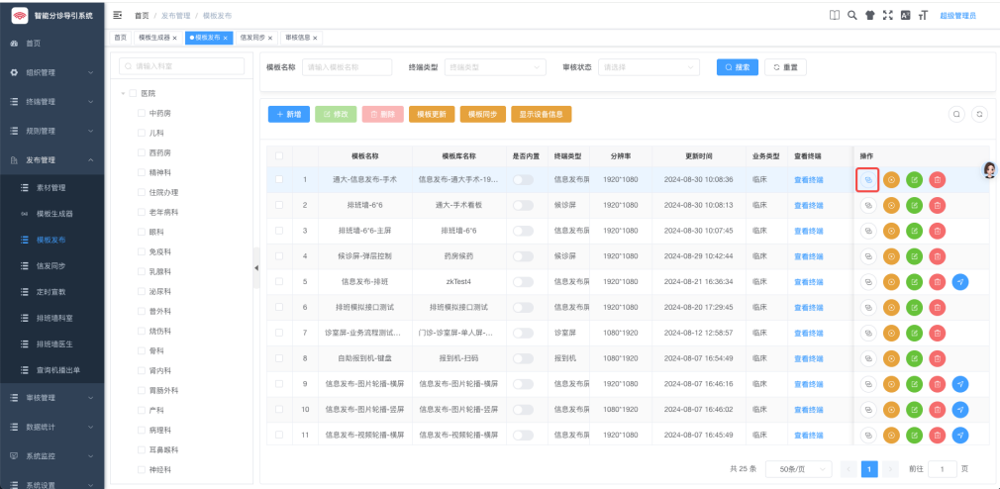 智能分诊导引系统
首页 / 发布管理 / 模板发布
超级管理员
首页
模板生成器 ×
模板发布 ×
信发同步 ×
审核信息 ×
首页
组织管理
终端管理
规则管理
发布管理
素材管理
模板生成器
模板发布
信发同步
定时宣教
排班墙科室
排班墙医生
查询机播出单
审核管理
数据统计
系统监控
系统设置
请输入科室
医院
中药房
儿科
西药房
精神科
住院办理
老年病科
眼科
免疫科
乳腺科
泌尿科
普外科
烧伤科
骨科
肾内科
胃肠外科
产科
病理科
耳鼻喉科
神经科
模板名称 请输入模板名称 终端类型 终端类型 审核状态 请选择 搜索 重置
+ 新增 修改 删除 模板更新 模板同步 显示设备信息
模板名称 模板库名称 是否内置 终端类型 分辨率 更新时间 业务类型 查看终端 操作
1 通大-信息发布-手术 信息发布-通大手术-19... 信息发布屏 1920*1080 2024-08-30 10:08:36 临床 查看终端
2 排班墙-6*6 通大-手术看板 候诊屏 1920*1080 2024-08-30 10:08:13 临床 查看终端
3 排班墙-6*6-主屏 排班墙-6*6 信息发布屏 1920*1080 2024-08-30 10:07:45 临床 查看终端
4 候诊屏-弹层控制 药房候药 候诊屏 1920*1080 2024-08-29 10:42:44 临床 查看终端
5 信息发布-排班 zkTest4 信息发布屏 1920*1080 2024-08-21 16:36:34 临床 查看终端
6 排班模拟接口测试 排班模拟接口测试 信息发布屏 1920*1080 2024-08-20 17:29:45 临床 查看终端
7 诊室屏-业务流程测试... 门诊-诊室屏-单人屏-... 诊室屏 1080*1920 2024-08-12 12:58:57 临床 查看终端
8 自助报到机-键盘 报到机-扫码 报到机 1080*1920 2024-08-07 16:54:49 临床 查看终端
9 信息发布-图片轮播-横屏 信息发布-图片轮播-横屏 信息发布屏 1920*1080 2024-08-07 16:46:16 临床 查看终端
10 信息发布-图片轮播-竖屏 信息发布-图片轮播-竖屏 信息发布屏 1080*1920 2024-08-07 16:46:02 临床 查看终端
11 信息发布-视频轮播-横屏 信息发布-视频轮播-横屏 信息发布屏 1920*1080 2024-08-07 16:45:49 临床 查看终端
共 25 条 50条/页 1 前往 1 页